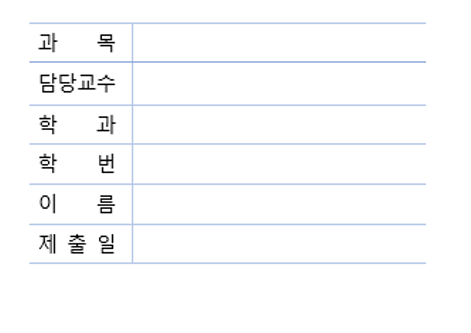 과 목
담당교수
학 과
학 번
이 름
제 출 일